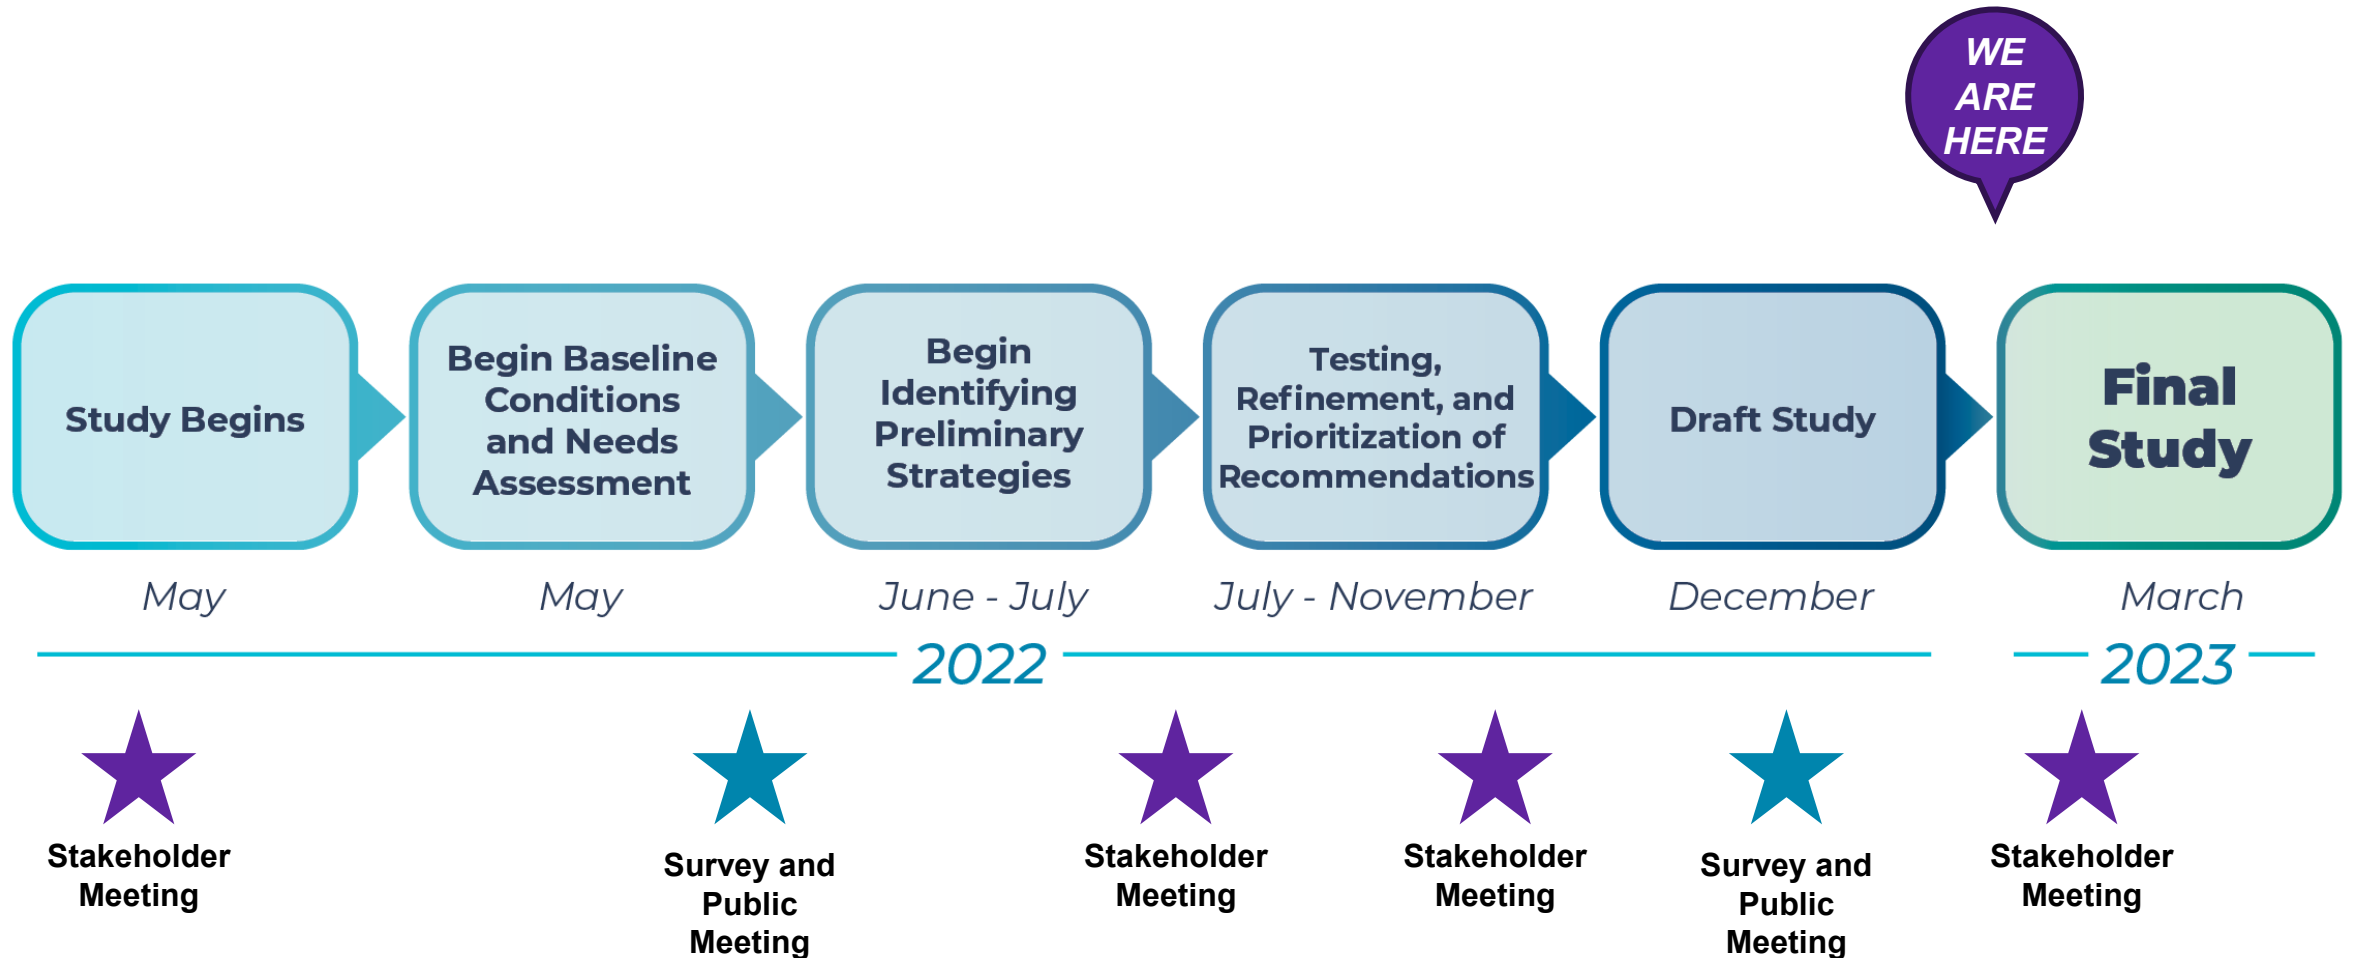 WE
ARE
HERE
Study Begins
Begin Baseline
Conditions
and Needs
Assessment
Begin
Identifying
Preliminary
Strategies
Testing,
Refinement, and
Prioritization of
Recommendations
Draft Study
Final
Study
May
May
June - July
July - November
December
March
2022
2023
Stakeholder
Meeting
Survey and
Public
Meeting
Stakeholder
Meeting
Stakeholder
Meeting
Survey and
Public
Meeting
Stakeholder
Meeting